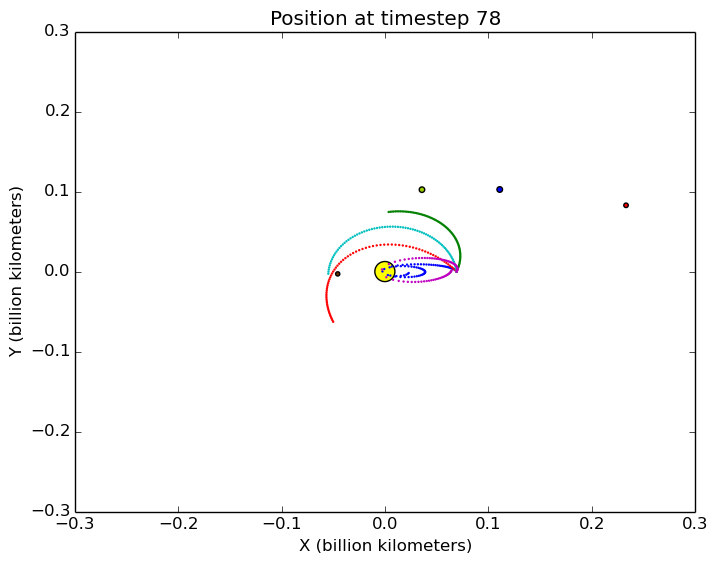 Position at timestep 78
0.3
0.2
0.1
0.0
−0.1
−0.2
−0.3
Y (billion kilometers)
−0.3 −0.2 −0.1 0.0 0.1 0.2 0.3
X (billion kilometers)